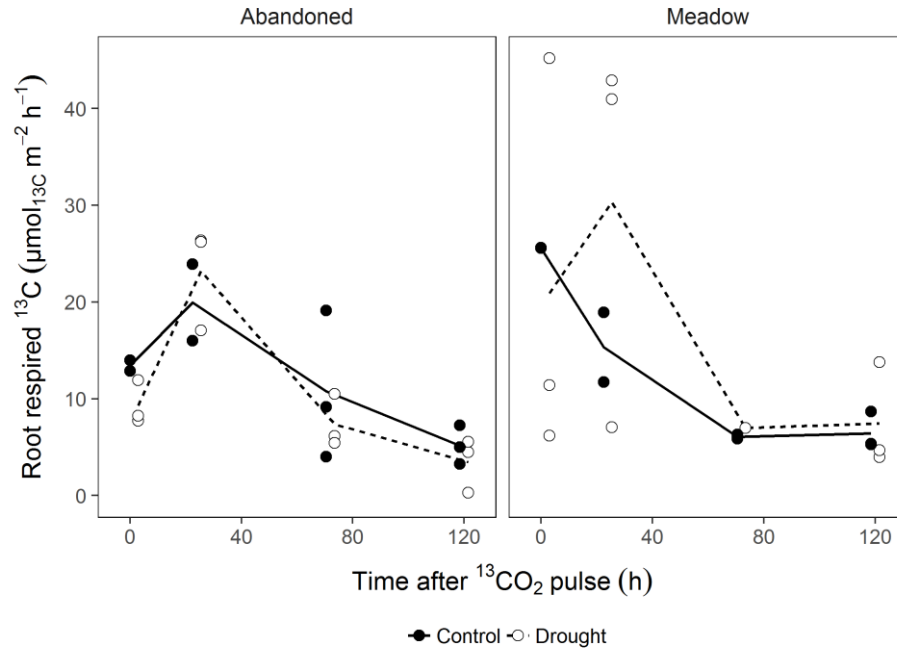 Abandoned Meadow
Root respired ¹³C (μmol₁₃C m⁻² h⁻¹)
40
30
20
10
0
0 40 80 120 0 40 80 120
Time after ¹³CO₂ pulse (h)
Control Drought